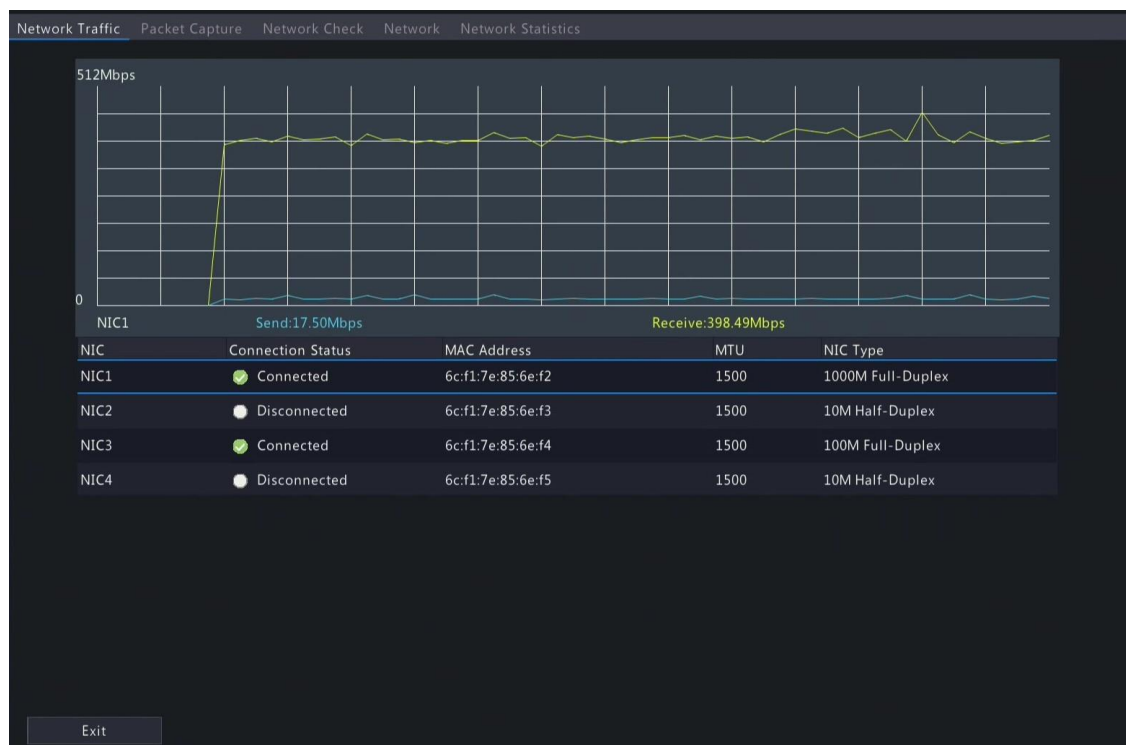 Network Traffic Packet Capture Network Check Network Network Statistics
512Mbps
0
NIC1 Send:17.50Mbps Receive:398.49Mbps
NIC Connection Status MAC Address MTU NIC Type
NIC1 Connected 6c:f1:7e:85:6e:f2 1500 1000M Full-Duplex
NIC2 Disconnected 6c:f1:7e:85:6e:f3 1500 10M Half-Duplex
NIC3 Connected 6c:f1:7e:85:6e:f4 1500 100M Full-Duplex
NIC4 Disconnected 6c:f1:7e:85:6e:f5 1500 10M Half-Duplex
Exit